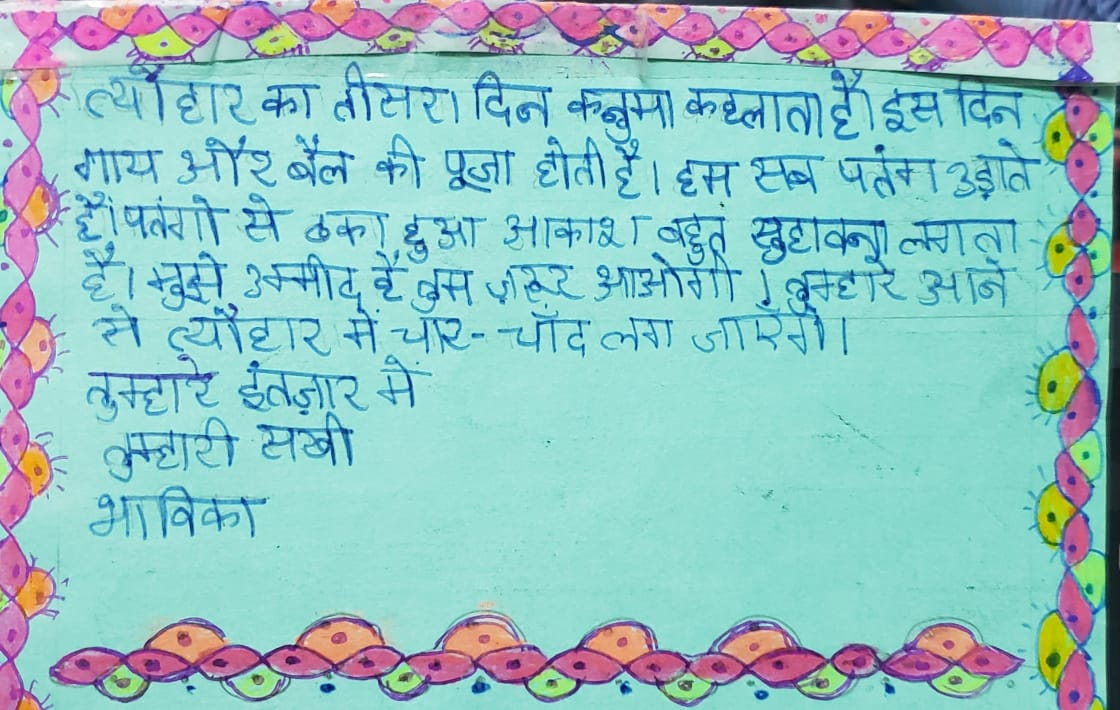 त्यौहार का तीसरा दिन कनुमा कहलाता है। इस दिन
गाय और बैल की पूजा होती है। हम सब पतंग उड़ाते
हैं। पतंगो से ढका हुआ आकाश बहुत सुहावना लगता
है। मुझे उम्मीद है तुम ज़रूर आओगी। तुम्हारे आने
से त्यौहार में चार-चाँद लग जाएँगे।
तुम्हारे इंतज़ार में
तुम्हारी सखी
भाविका